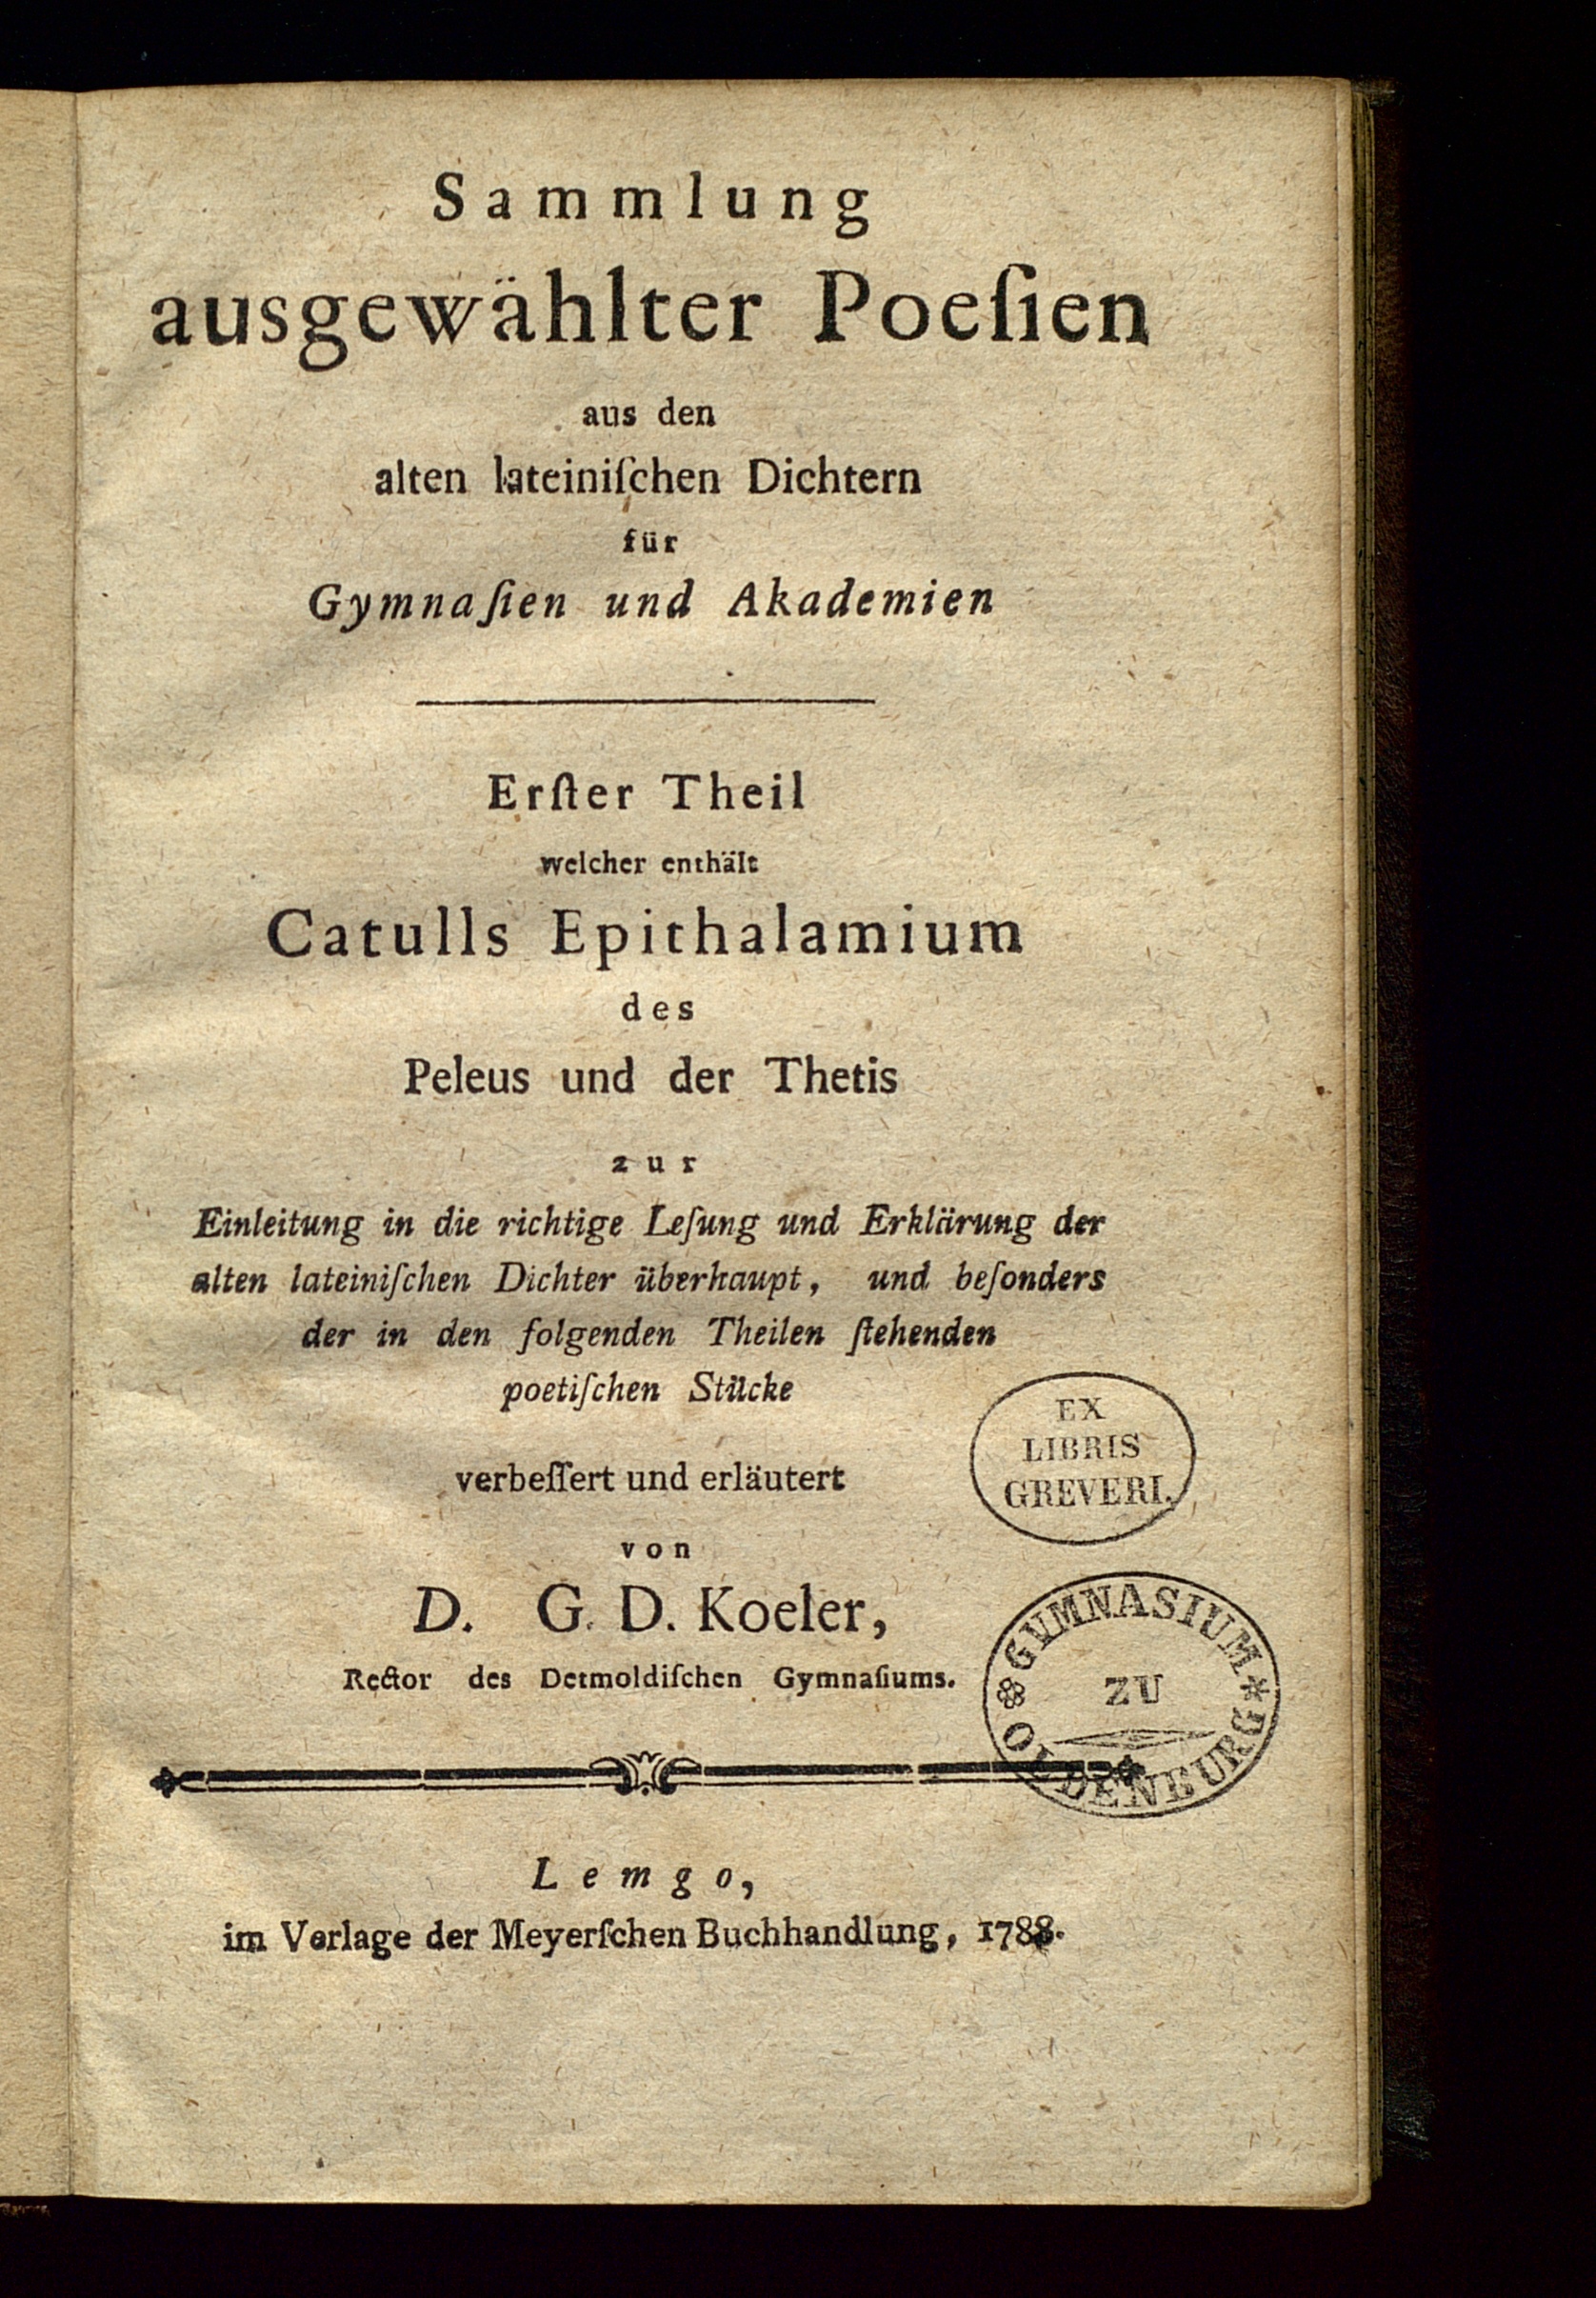 Sammlung
ausgewählter Poeſien
aus den
alten lateiniſchen Dichtern
für
Gymnaſien und Akademien
Erſter Theil
welcher enthält
Catulls Epithalamium
des
Peleus und der Thetis
zur
Einleitung in die richtige Leſung und Erklärung der
alten lateiniſchen Dichter überhaupt, und beſonders
der in den folgenden Theilen ſtehenden
poetiſchen Stücke
EX
LIBRIS
GREVERI.
verbeſſert und erläutert
von
D. G. D. Koeler,
Rector des Detmoldiſchen Gymnaſiums.
GYMNASIUM
ZU
OLDENBURG
Lemgo,
im Verlage der Meyerſchen Buchhandlung, 1788.